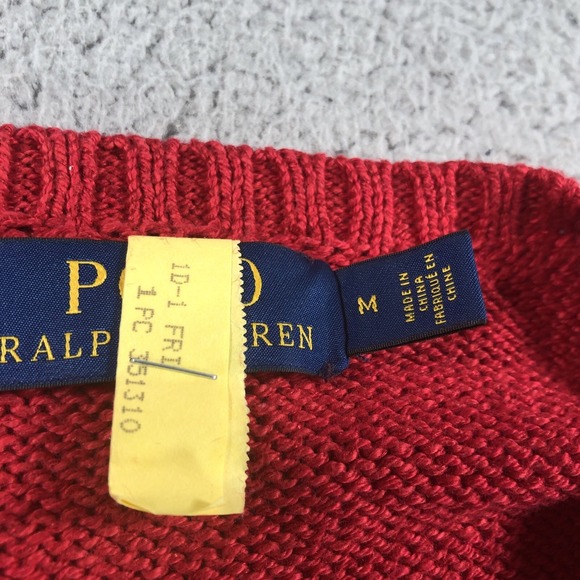 P O
RALP REN
1D-1 FRI
1 PC 351310
M
MADE IN
CHINA
FABRIQUÉ EN
CHINE